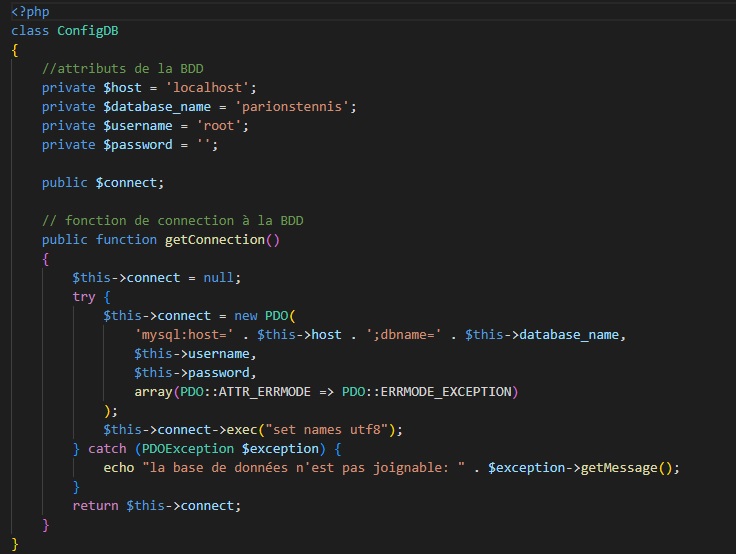 <?php
class ConfigDB
{
    //attributs de la BDD
    private $host = 'localhost';
    private $database_name = 'parionstennis';
    private $username = 'root';
    private $password = '';

    public $connect;

    // fonction de connection à la BDD
    public function getConnection()
    {
        $this->connect = null;
        try {
            $this->connect = new PDO(
                'mysql:host=' . $this->host . ';dbname=' . $this->database_name,
                $this->username,
                $this->password,
                array(PDO::ATTR_ERRMODE => PDO::ERRMODE_EXCEPTION)
            );
            $this->connect->exec("set names utf8");
        } catch (PDOException $exception) {
            echo "la base de données n'est pas joignable: " . $exception->getMessage();
        }
        return $this->connect;
    }
}